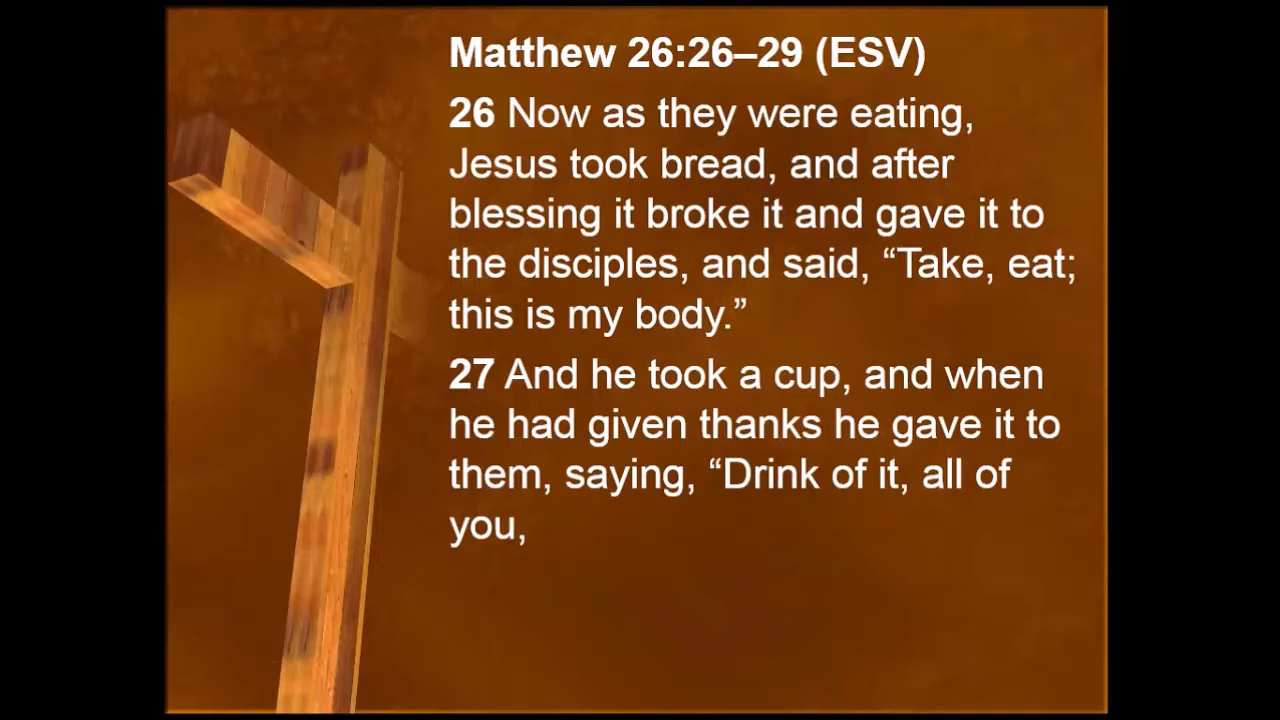 Matthew 26:26–29 (ESV)
26 Now as they were eating,
Jesus took bread, and after
blessing it broke it and gave it to
the disciples, and said, “Take, eat;
this is my body.”
27 And he took a cup, and when
he had given thanks he gave it to
them, saying, “Drink of it, all of
you,